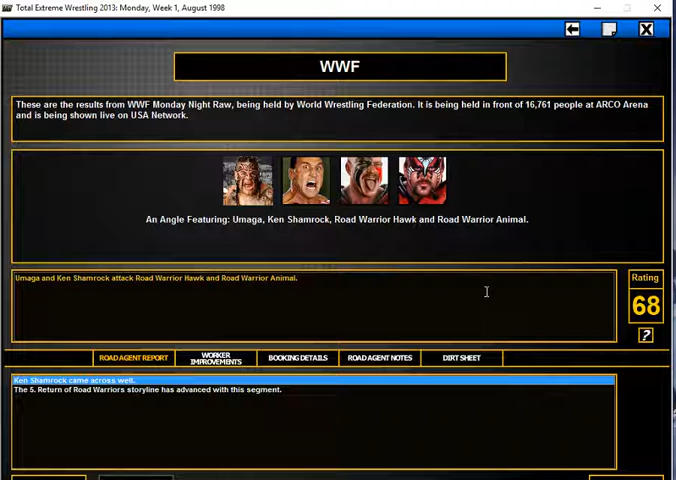 Total Extreme Wrestling 2013: Monday, Week 1, August 1998
WWF
These are the results from WWF Monday Night Raw, being held by World Wrestling Federation. It is being held in front of 16,761 people at ARCO Arena
and is being shown live on USA Network.
An Angle Featuring: Umaga, Ken Shamrock, Road Warrior Hawk and Road Warrior Animal.
Umaga and Ken Shamrock attack Road Warrior Hawk and Road Warrior Animal.
Rating
68
?
ROAD AGENT REPORT
WORKER
IMPROVEMENTS
BOOKING DETAILS
ROAD AGENT NOTES
DIRT SHEET
Ken Shamrock came across well.
The 5. Return of Road Warriors storyline has advanced with this segment.